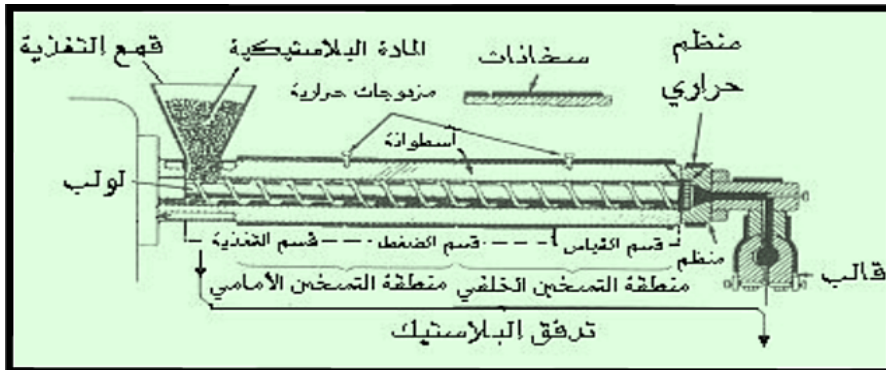 قمع التغذية
المادة البلاستيكية
سخانات
منظم
حراري
مزدوجات حرارية
أسطوانة
لولب
قسم التغذية
قسم الضغط
قسم القياس
منظم
قالب
منطقة التسخين الأمامي
منطقة التسخين الخلفي
تدفق البلاستيك